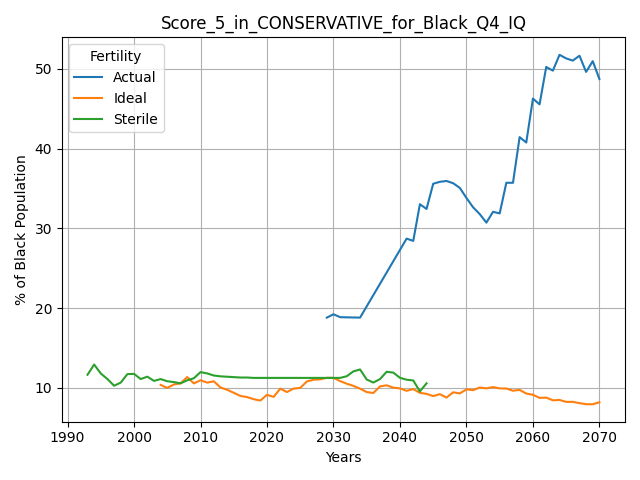 Score_5_in_CONSERVATIVE_for_Black_Q4_IQ
Fertility
Actual
Ideal
Sterile
% of Black Population
50
40
30
20
10
1990 2000 2010 2020 2030 2040 2050 2060 2070
Years